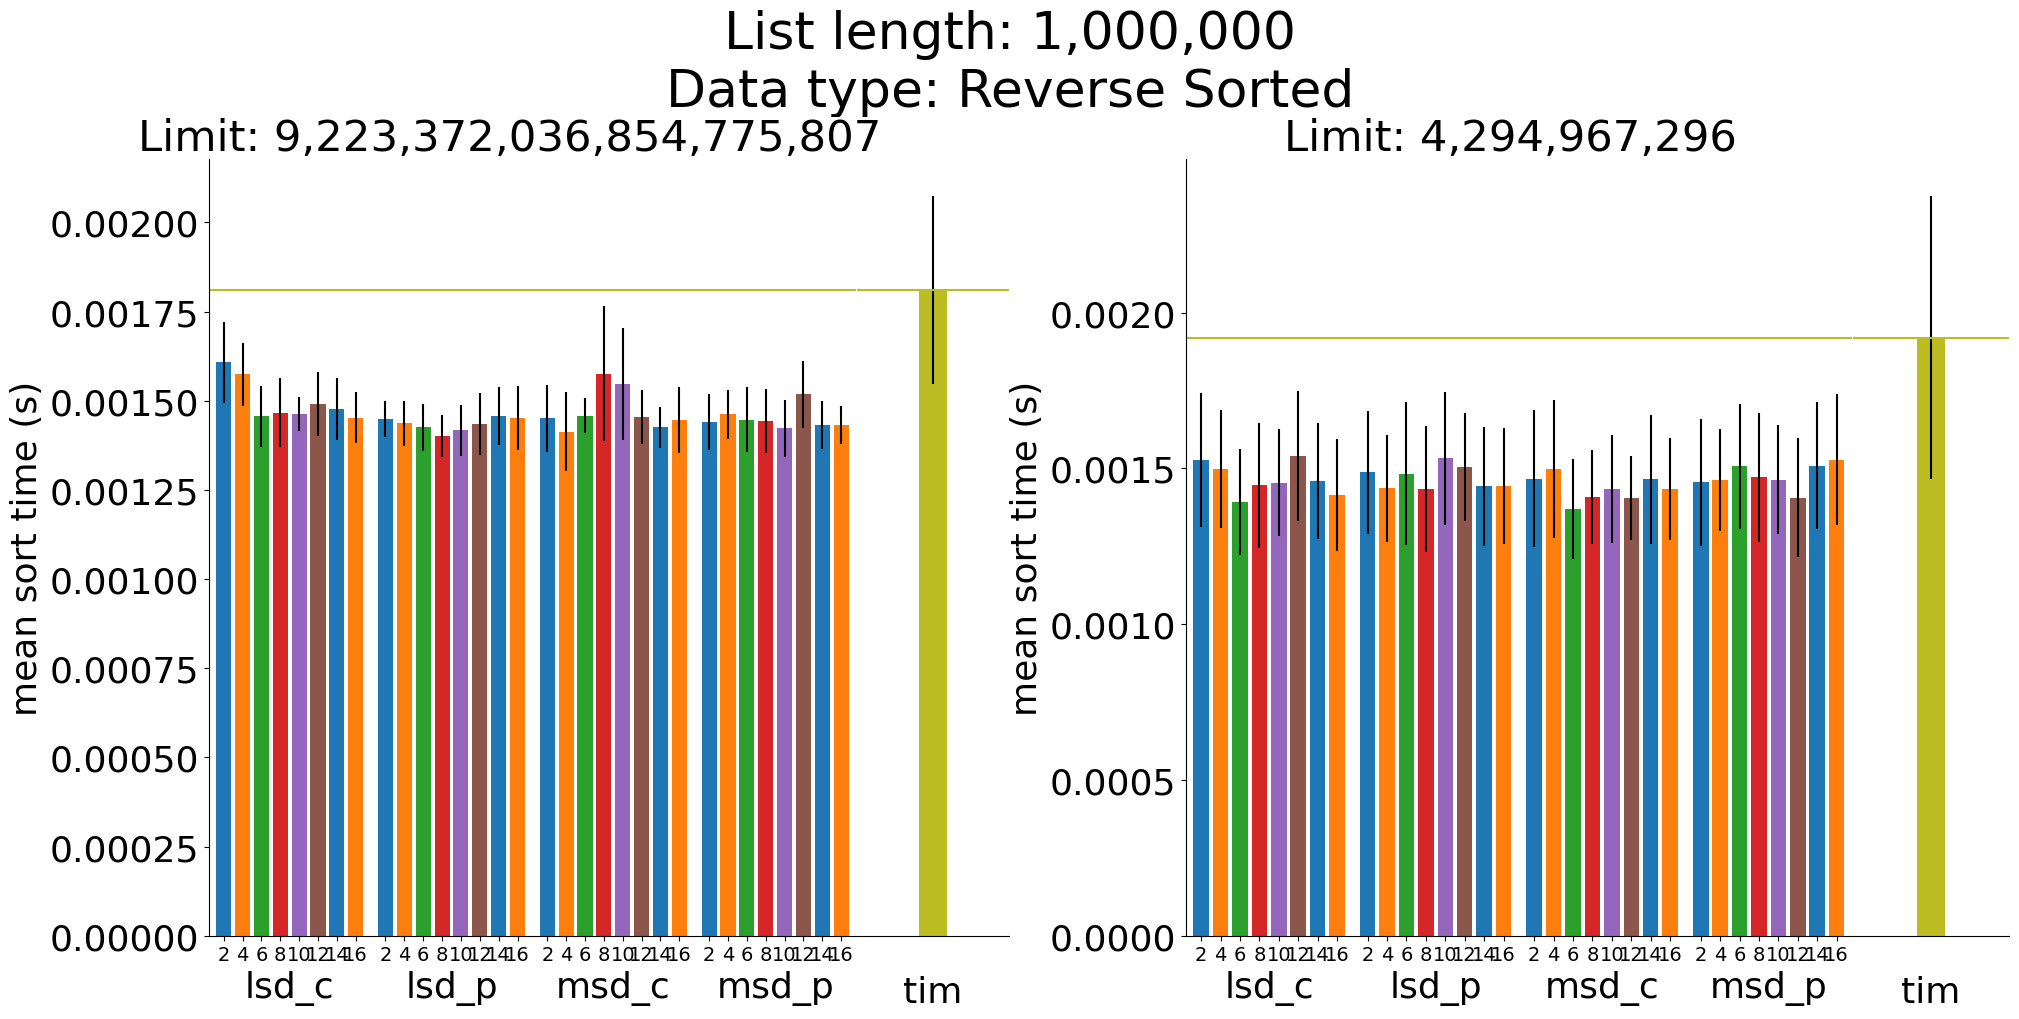 List length: 1,000,000
Data type: Reverse Sorted
Limit: 9,223,372,036,854,775,807
mean sort time (s)
0.00200
0.00175
0.00150
0.00125
0.00100
0.00075
0.00050
0.00025
0.00000
2 4 6 8 10 12 14 16 2 4 6 8 10 12 14 16 2 4 6 8 10 12 14 16 2 4 6 8 10 12 14 16
lsd_c lsd_p msd_c msd_p tim
Limit: 4,294,967,296
mean sort time (s)
0.0020
0.0015
0.0010
0.0005
0.0000
2 4 6 8 10 12 14 16 2 4 6 8 10 12 14 16 2 4 6 8 10 12 14 16 2 4 6 8 10 12 14 16
lsd_c lsd_p msd_c msd_p tim